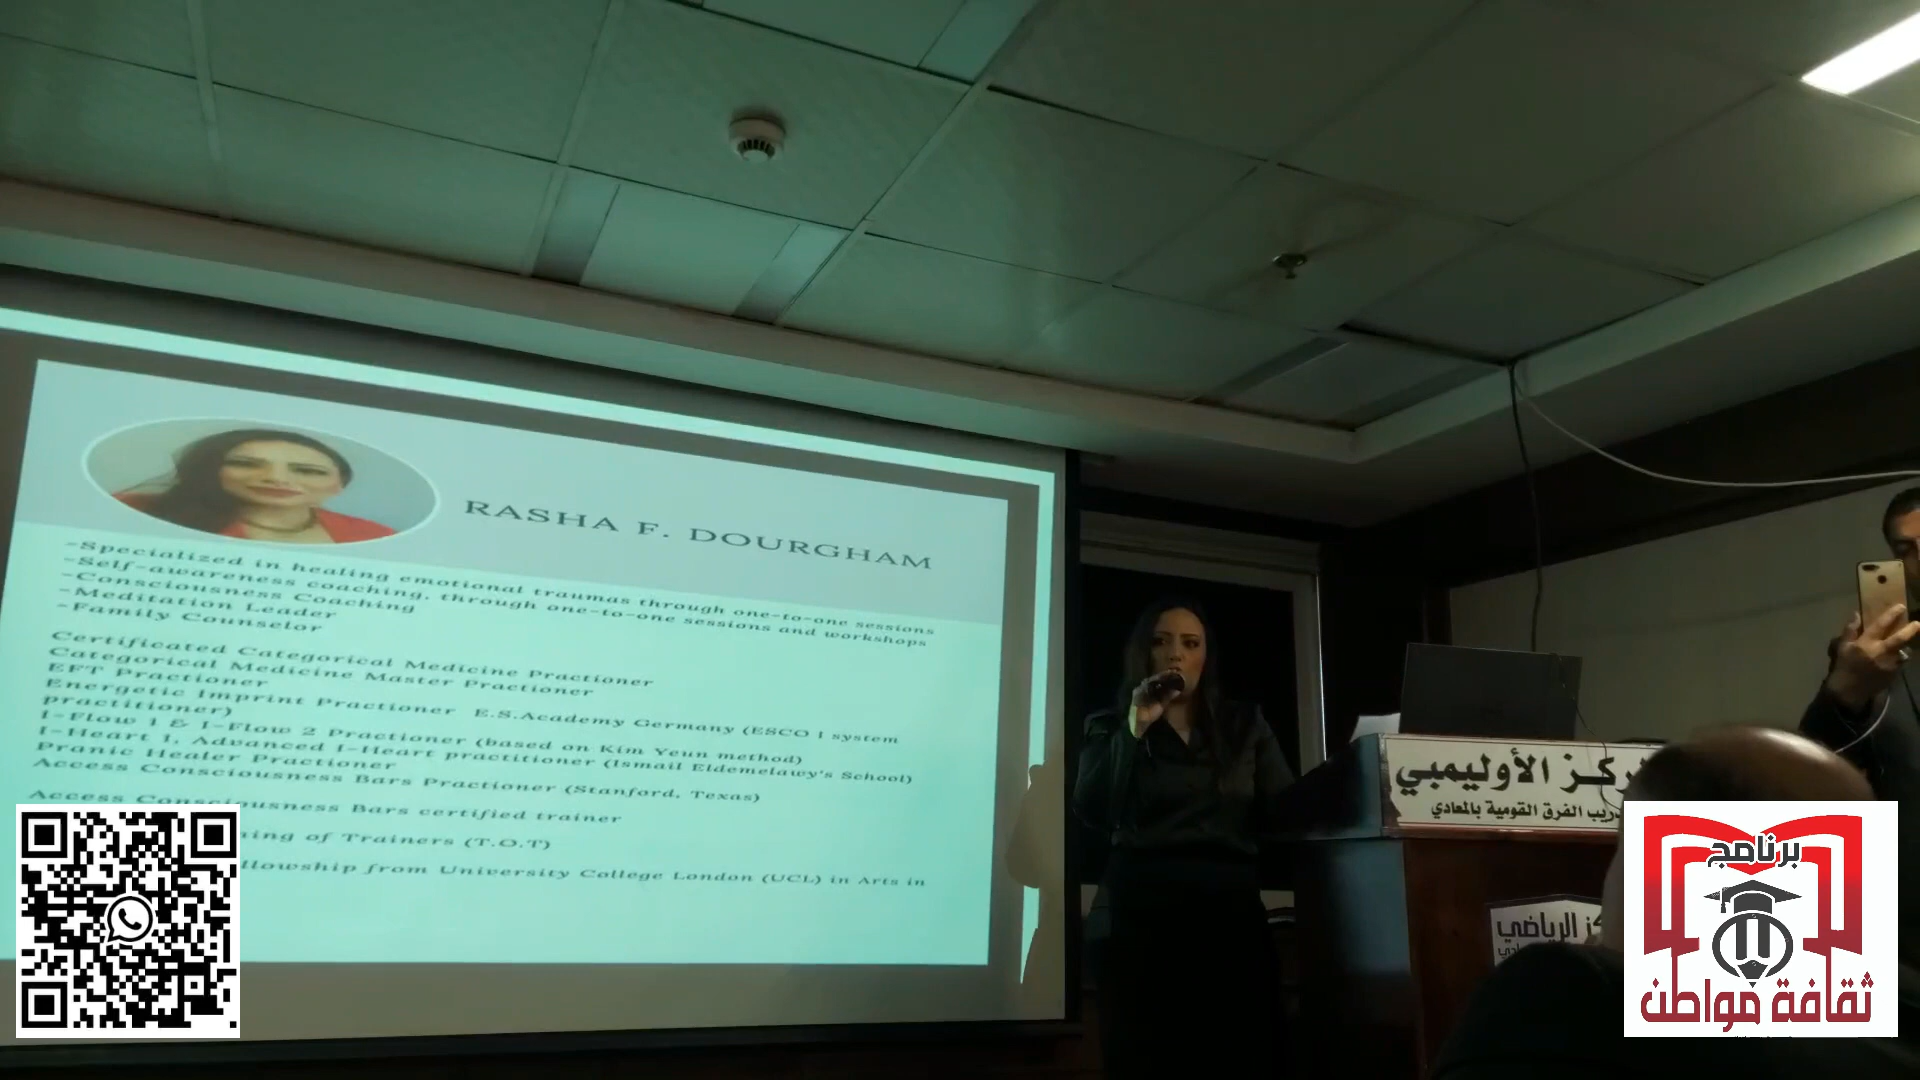 RASHA F. DOURGHAM
-Specialized in healing emotional traumas through one-to-one sessions
-Self-awareness coaching, through one-to-one sessions and workshops
-Consciousness Coaching
-Meditation Leader
-Family Counselor
Certificated Categorical Medicine Practioner
Categorical Medicine Master Practioner
EFT Practioner
Energetic Imprint Practioner E.S.Academy Germany (ESCO I system
practitioner)
I-Flow 1 & I-Flow 2 Practioner (based on Kim Yeun method)
I-Heart 1, Advanced I-Heart practitioner (Ismail Eldemelawy's School)
Pranic Healer Practioner
Access Consciousness Bars Practioner (Stanford, Texas)
Access Consciousness Bars certified trainer
of Trainers (T.O.T)
from University College London (UCL) in Arts in
الأوليمبي
الفرق القومية بالمعادي
الرياضي
برنامج
ثقافة مواطن